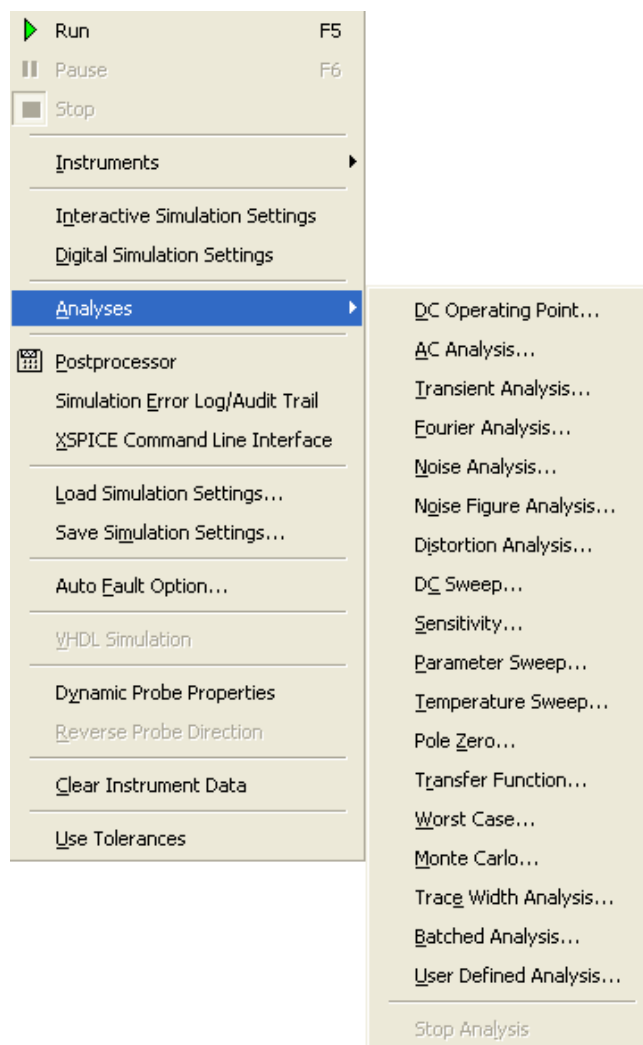 Run F5
Pause F6
Stop
Instruments
Interactive Simulation Settings
Digital Simulation Settings
Analyses
Postprocessor
Simulation Error Log/Audit Trail
XSPICE Command Line Interface
Load Simulation Settings...
Save Simulation Settings...
Auto Fault Option...
VHDL Simulation
Dynamic Probe Properties
Reverse Probe Direction
Clear Instrument Data
Use Tolerances
DC Operating Point...
AC Analysis...
Transient Analysis...
Fourier Analysis...
Noise Analysis...
Noise Figure Analysis...
Distortion Analysis...
DC Sweep...
Sensitivity...
Parameter Sweep...
Temperature Sweep...
Pole Zero...
Transfer Function...
Worst Case...
Monte Carlo...
Trace Width Analysis...
Batched Analysis...
User Defined Analysis...
Stop Analysis